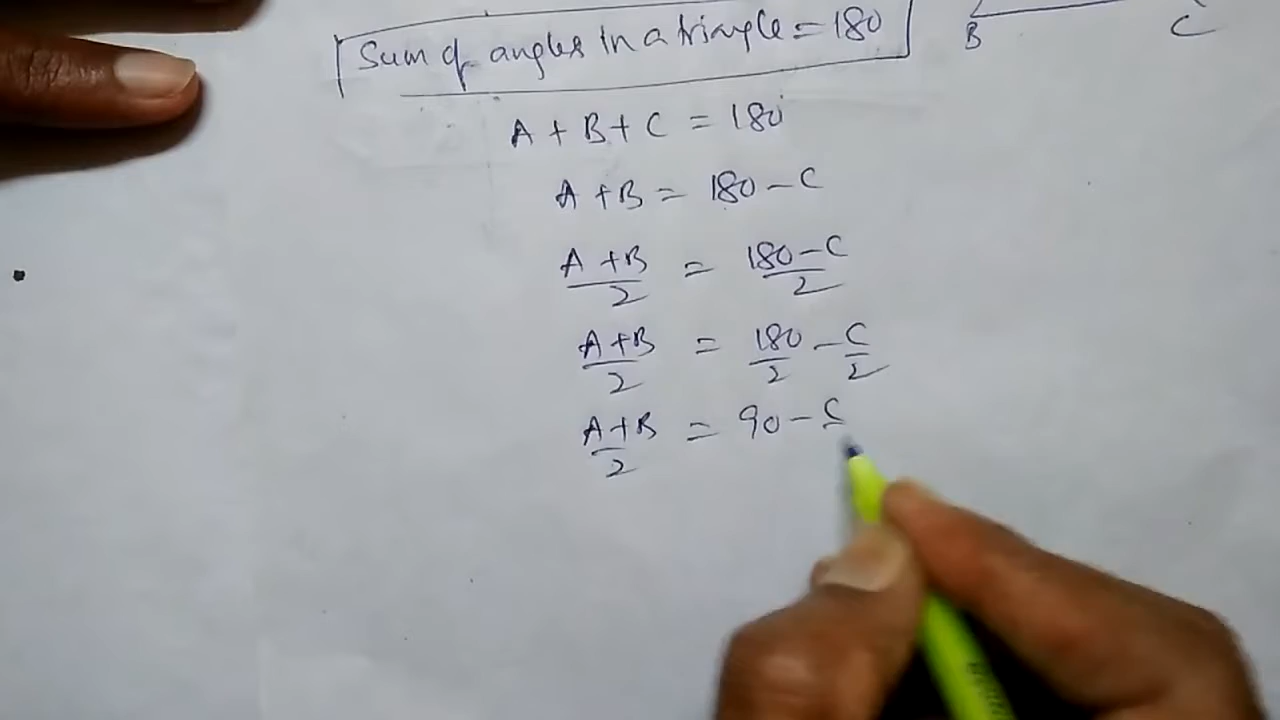 Sum of angles in a triangle = 180
B C
A + B + C = 180
A + B = 180 - C
A + B / 2 = 180 - C / 2
A + B / 2 = 180 / 2 - C / 2
A + B / 2 = 90 - C